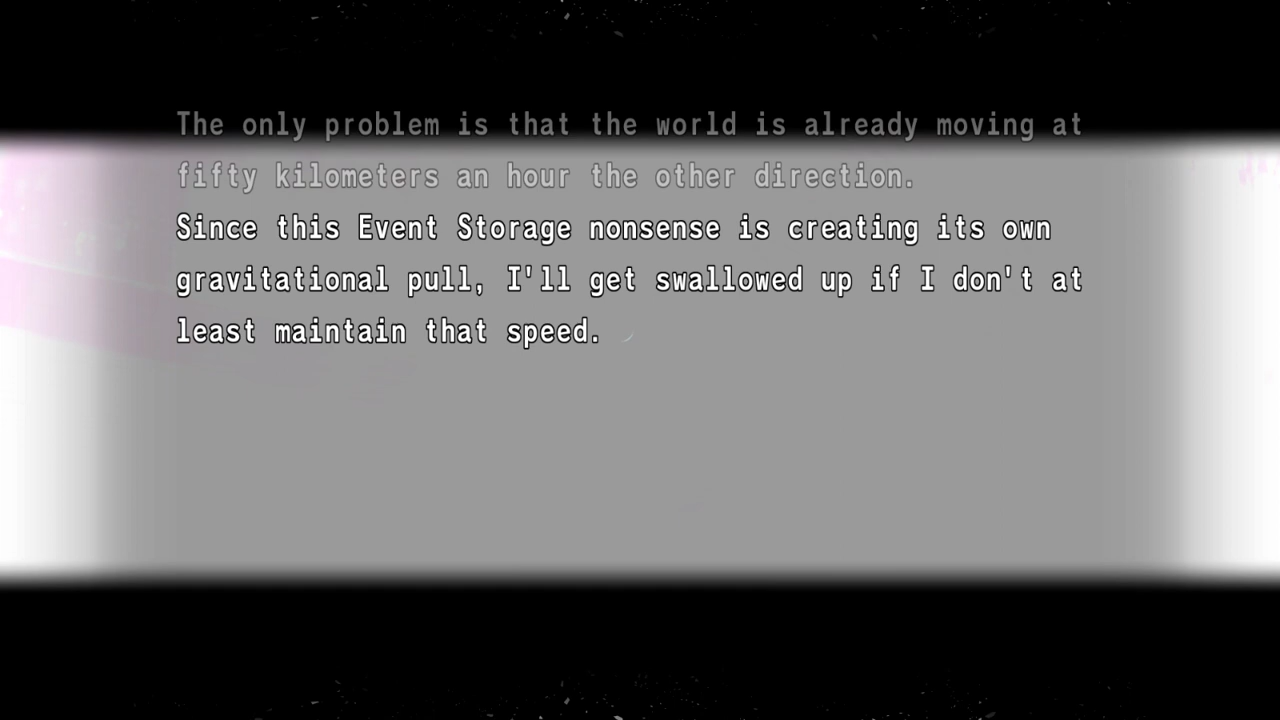 The only problem is that the world is already moving at
fifty kilometers an hour the other direction.
Since this Event Storage nonsense is creating its own
gravitational pull, I'll get swallowed up if I don't at
least maintain that speed.